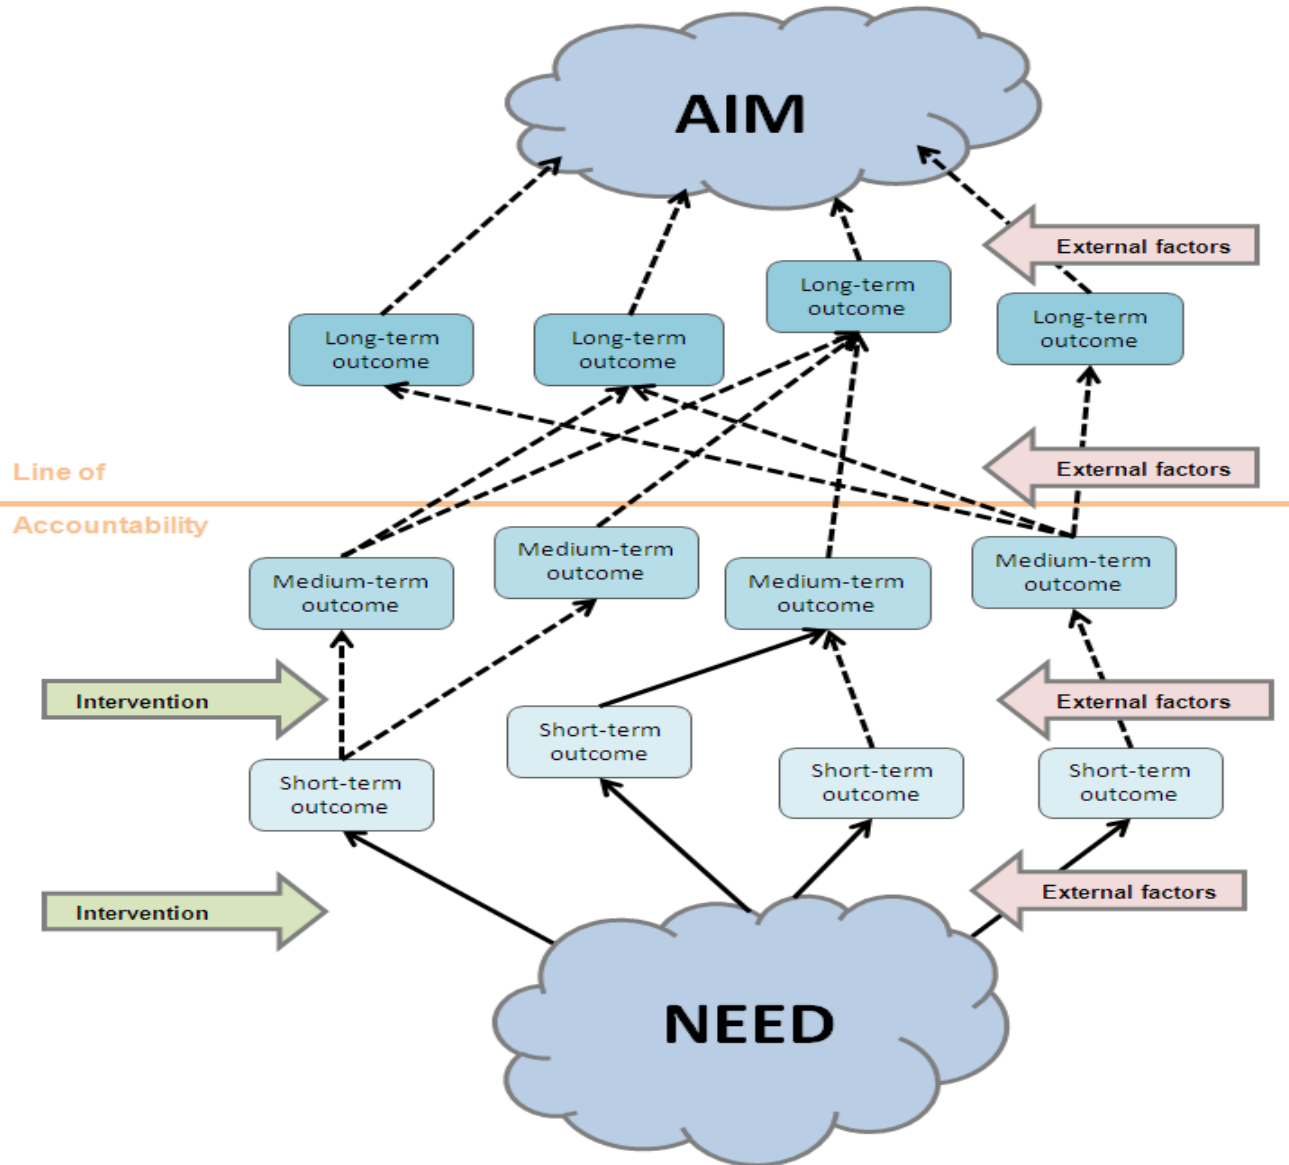 AIM
External factors
Long-term
outcome
Long-term
outcome
Long-term
outcome
Long-term
outcome
Line of
External factors
Accountability
Medium-term
outcome
Medium-term
outcome
Medium-term
outcome
Medium-term
outcome
Intervention
External factors
Short-term
outcome
Short-term
outcome
Short-term
outcome
Short-term
outcome
Intervention
External factors
NEED